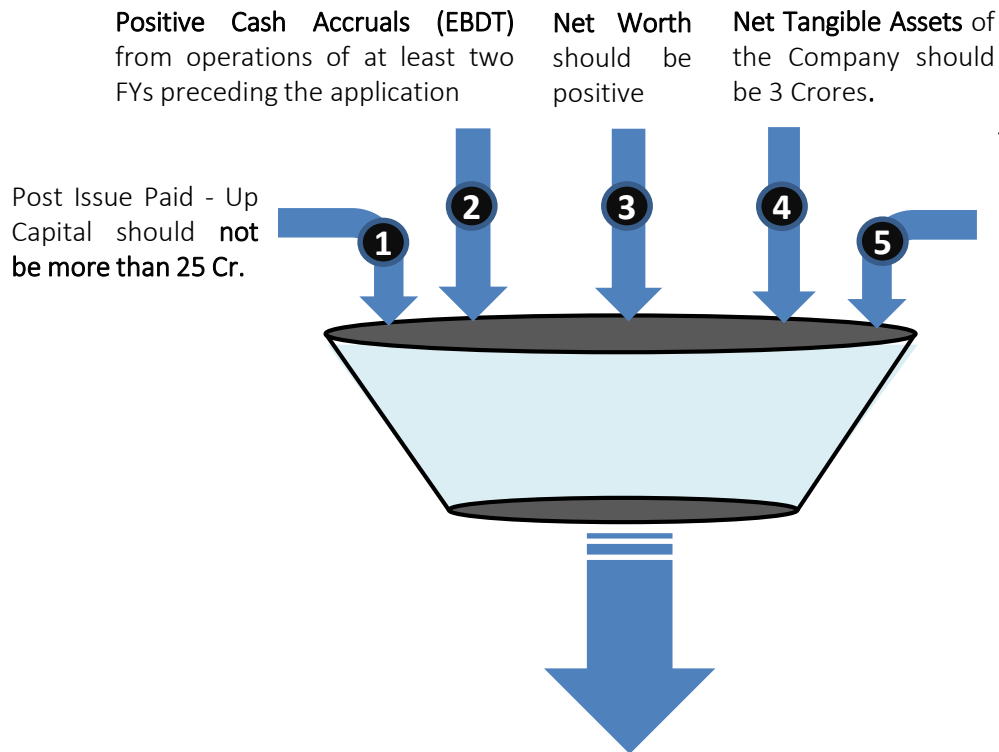 Positive Cash Accruals (EBDT)
from operations of at least two
FYs preceding the application
Net Worth
should be
positive
Net Tangible Assets of
the Company should
be 3 Crores.
Post Issue Paid - Up
Capital should not
be more than 25 Cr.
1
2
3
4
5